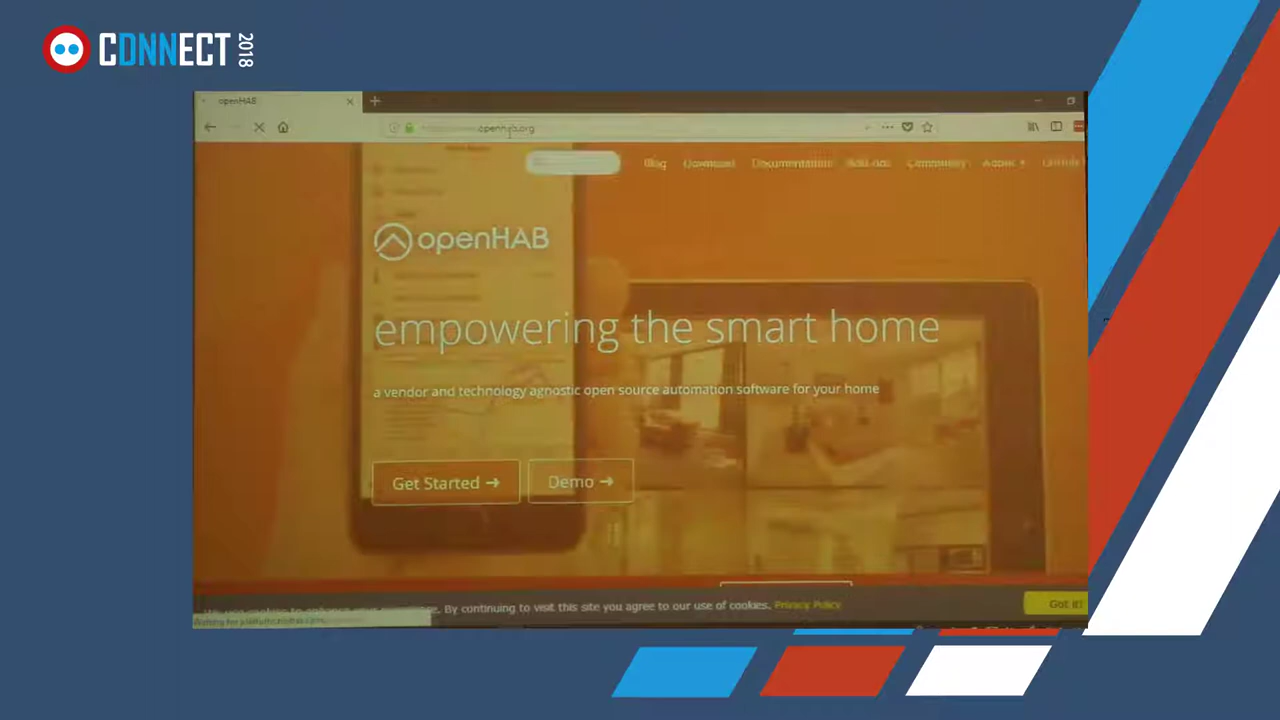 CDNNECT 2018
openHAB
openhab.org
Blog Download Documentation Add-ons Community About
openHAB
empowering the smart home
a vendor and technology agnostic open source automation software for your home
Get Started →
Demo →
By continuing to visit this site you agree to our use of cookies. Privacy Policy
Got it!